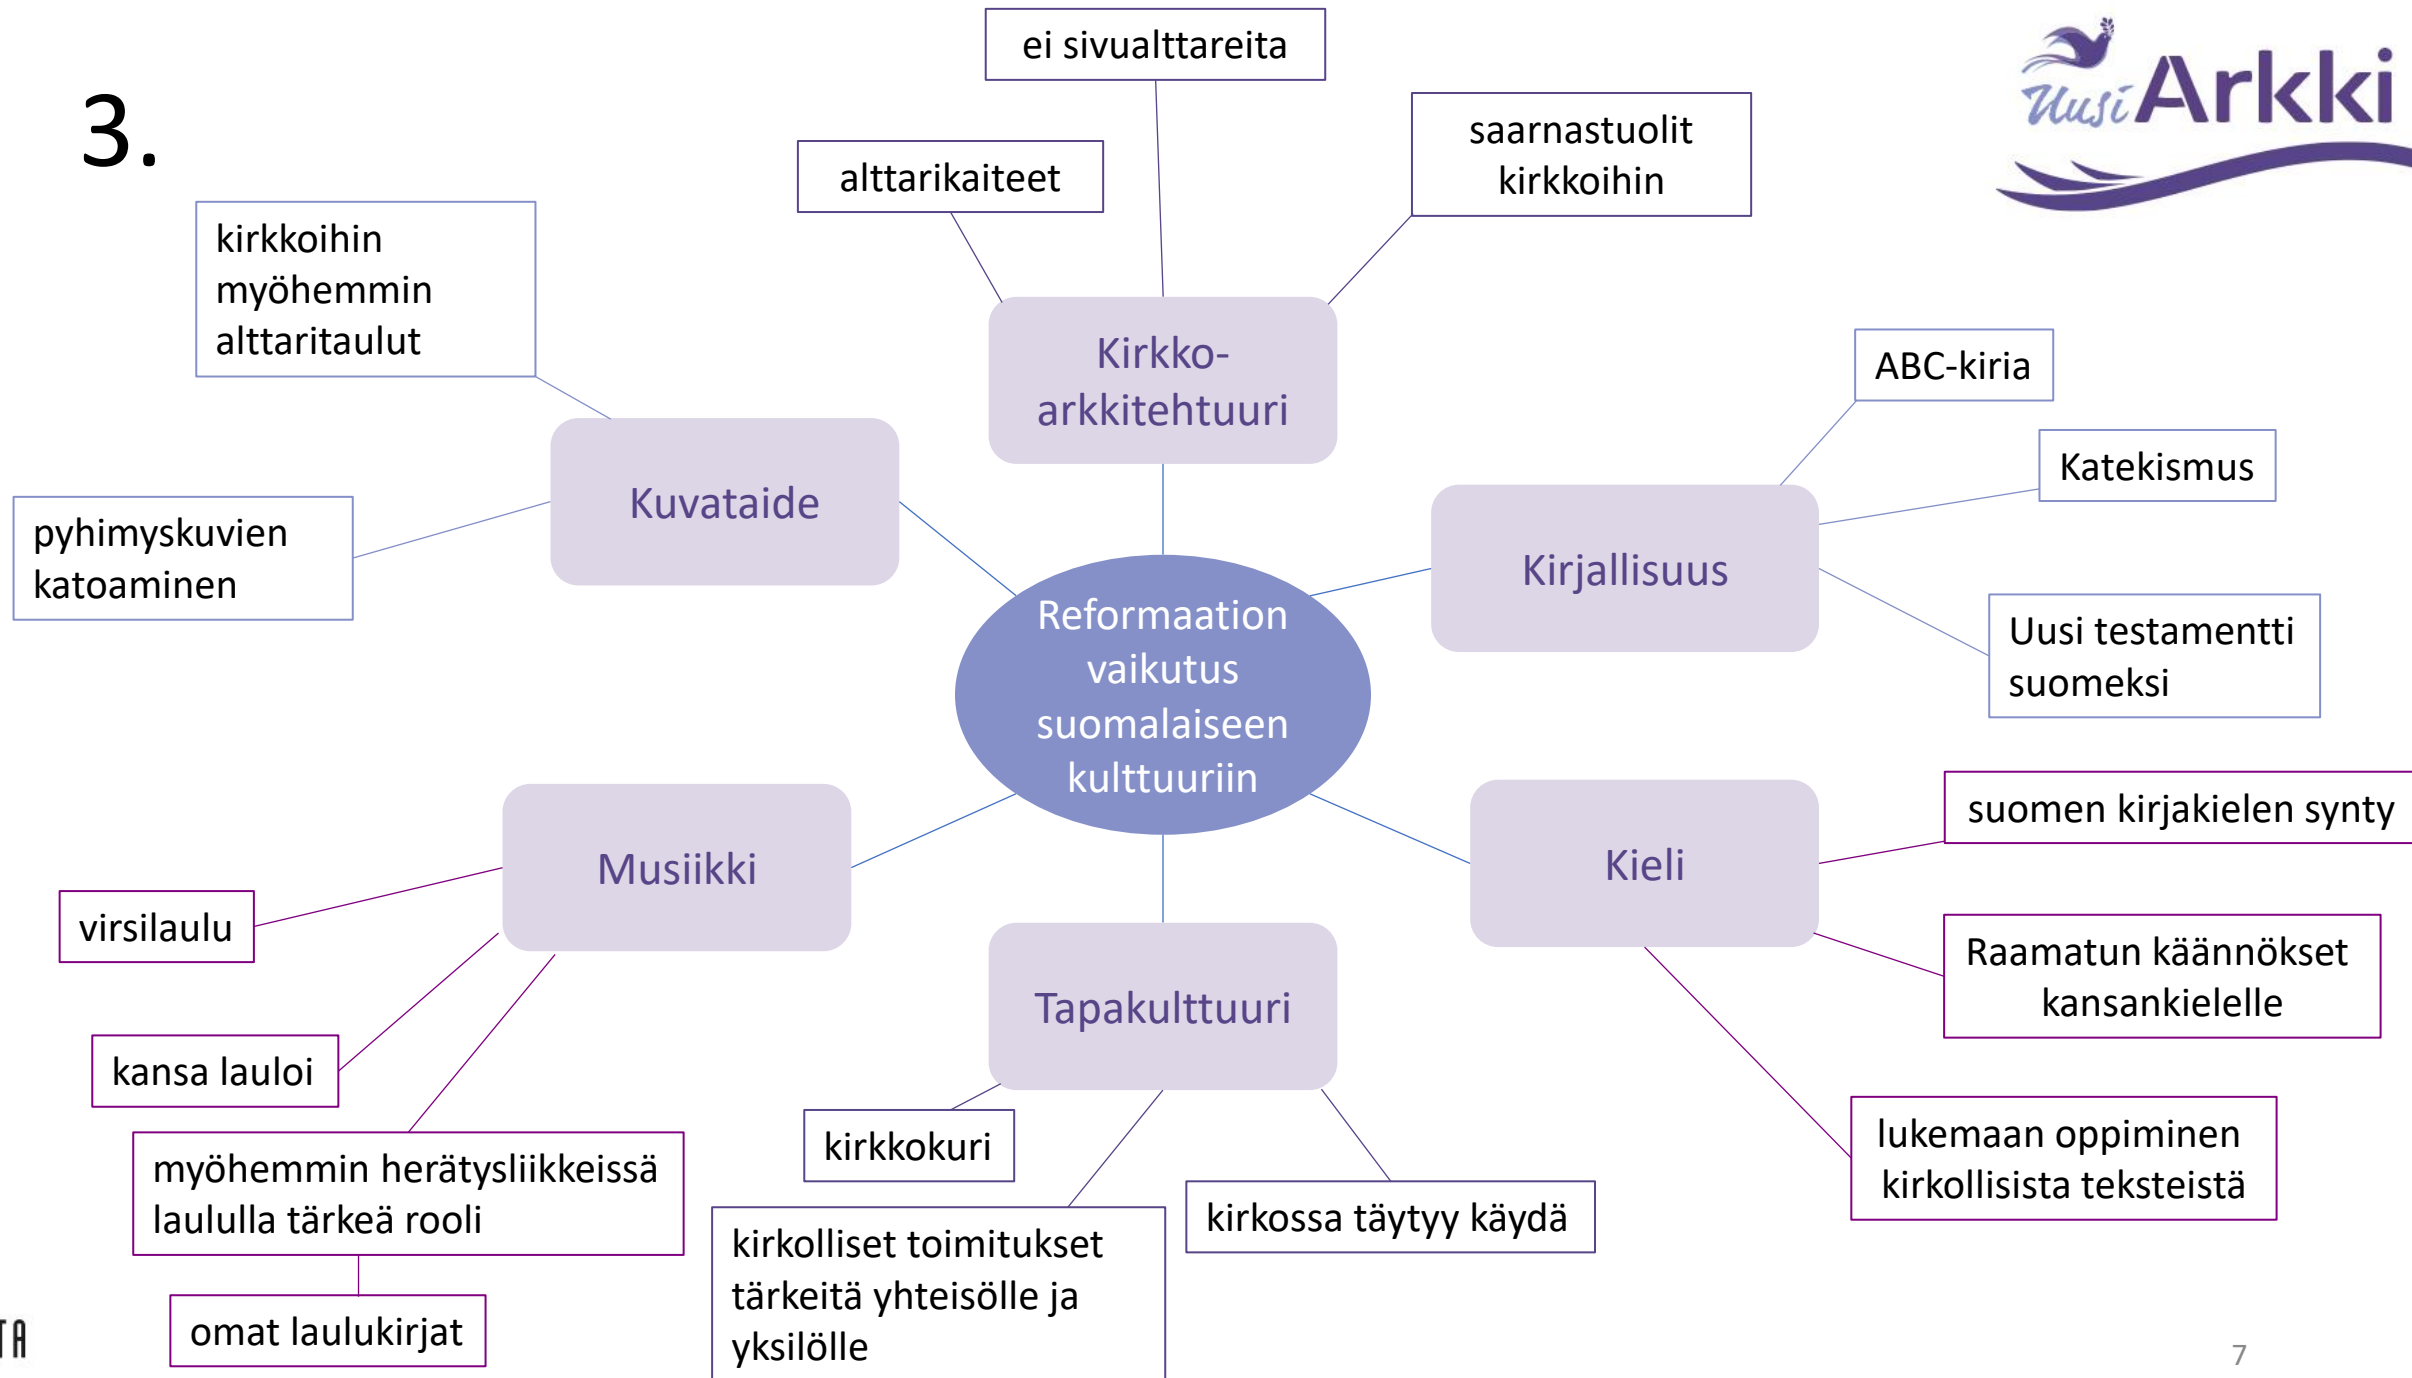 3.
Uusi Arkki
ei sivualttareita
alttarikaiteet
saarnastuolit
kirkkoihin
kirkkoihin
myöhemmin
alttaritaulut
Kirkko-
arkkitehtuuri
ABC-kiria
Kuvataide
Katekismus
pyhimyskuvien
katoaminen
Kirjallisuus
Uusi testamentti
suomeksi
Reformaation
vaikutus
suomalaiseen
kulttuuriin
Musiikki
Kieli
suomen kirjakielen synty
virsilaulu
Raamatun käännökset
kansankielelle
Tapakulttuuri
kansa lauloi
kirkkokuri
lukemaan oppiminen
kirkollisista teksteistä
myöhemmin herätysliikkeissä
laululla tärkeä rooli
kirkossa täytyy käydä
kirkolliset toimitukset
tärkeitä yhteisölle ja
yksilölle
omat laulukirjat
TA
7